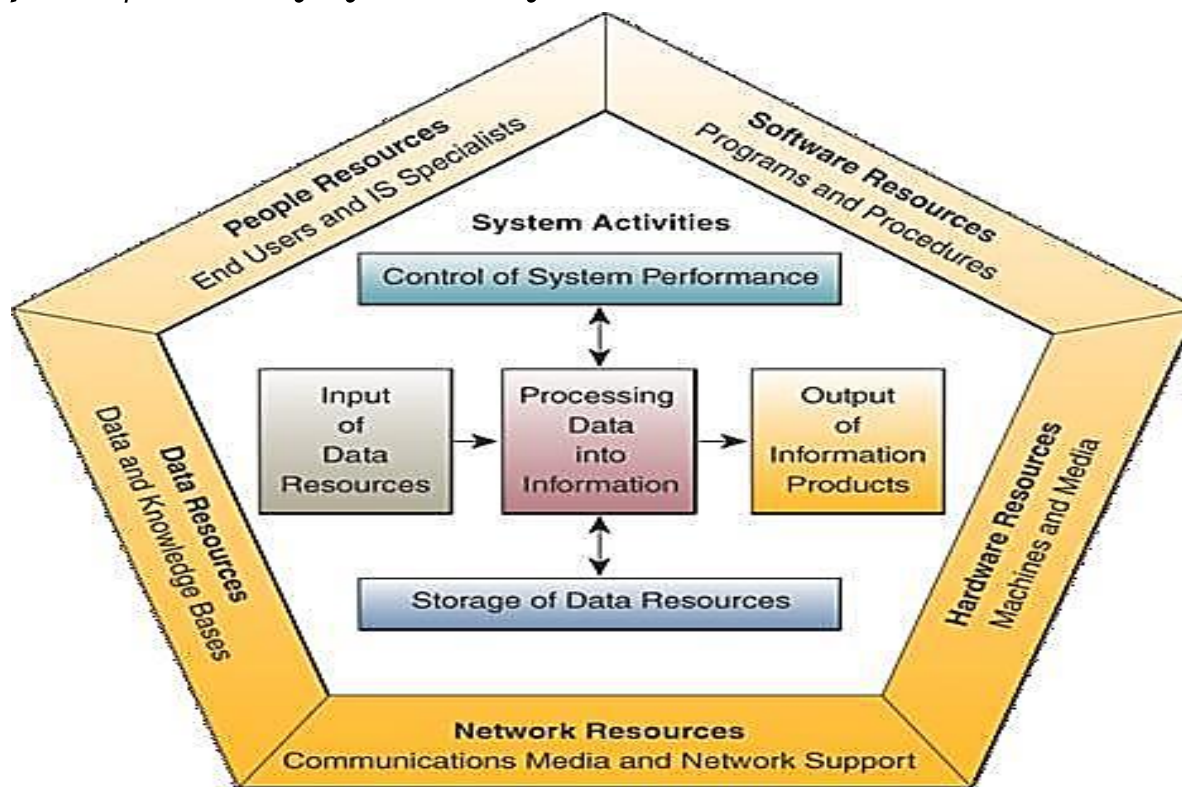 People Resources
End Users and IS Specialists
Software Resources
Programs and Procedures
System Activities
Control of System Performance
Input
of
Data
Resources
Processing
Data
into
Information
Output
of
Information
Products
Storage of Data Resources
Data Resources
Data and Knowledge Bases
Hardware Resources
Machines and Media
Network Resources
Communications Media and Network Support